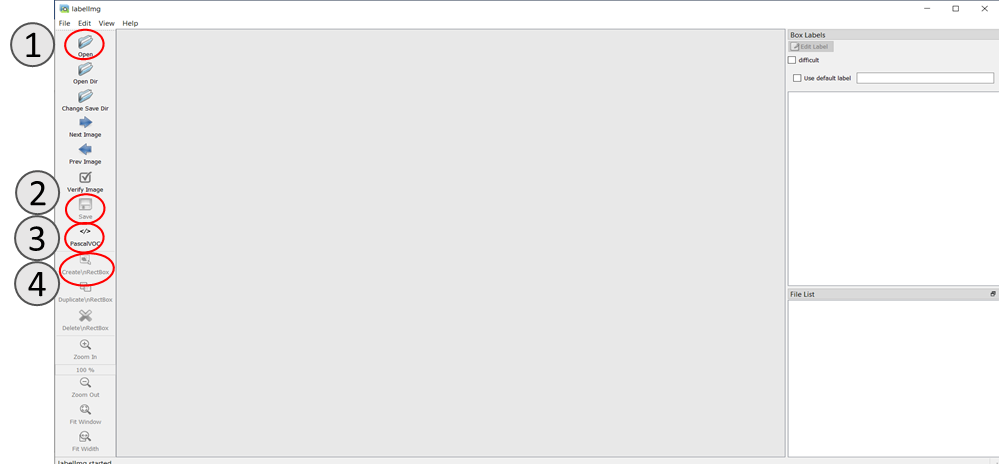 labelImg
File Edit View Help
1
Open
Open Dir
Change Save Dir
Next Image
Prev Image
Verify Image
2
Save
3
</>
PascalVOC
4
Create\nRectBox
Duplicate\nRectBox
Delete\nRectBox
Zoom In
100 %
Zoom Out
Fit Window
Fit Width
labelImg started
Box Labels
Edit Label
difficult
Use default label
File List